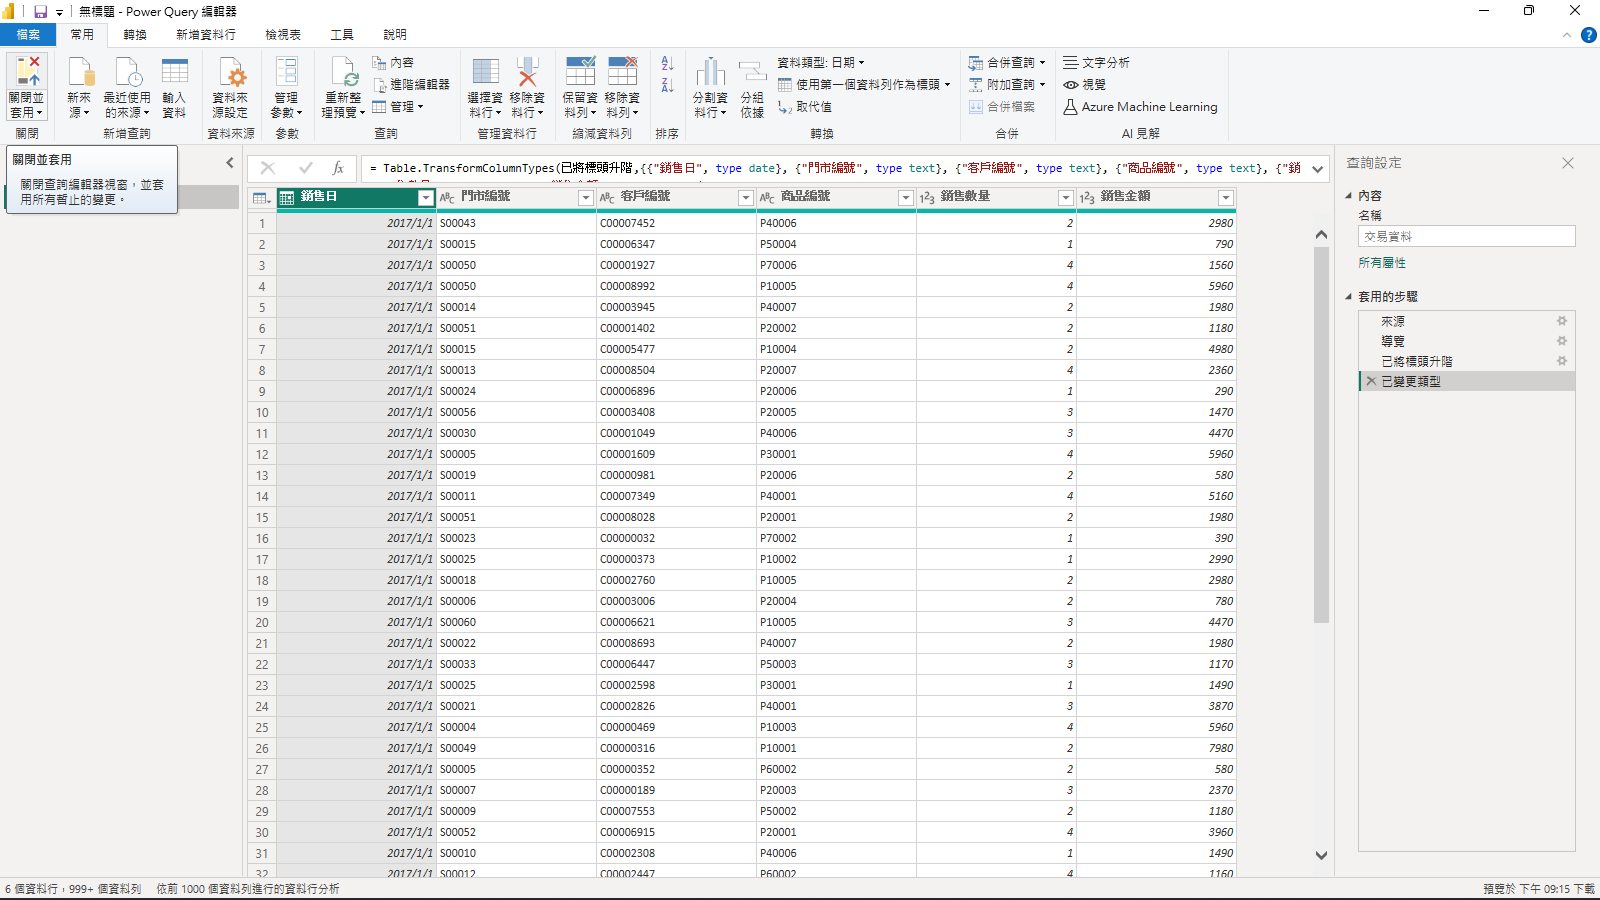 無標題 - Power Query 編輯器
檔案 常用 轉換 新增資料行 檢視表 工具 說明
關閉並套用
新來源
最近使用的來源
輸入資料
資料來源設定
管理參數
重新整理預覽
內容
進階編輯器
管理
選擇資料行
移除資料行
保留資料列
移除資料列
分割資料行
分組依據
資料類型: 日期
使用第一個資料列作為標頭
取代值
合併查詢
附加查詢
合併檔案
文字分析
視覺
Azure Machine Learning
關閉 新增查詢 資料來源 參數 查詢 管理資料行 縮減資料列 排序 轉換 合併 AI 見解
關閉並套用
關閉查詢編輯器視窗，並套
用所有暫止的變更。
= Table.TransformColumnTypes(已將標頭升階,{{"銷售日", type date}, {"門市編號", type text}, {"客戶編號", type text}, {"商品編號", type text}, {"銷
銷售日 門市編號 客戶編號 商品編號 銷售數量 銷售金額
1 2017/1/1 S00043 C00007452 P40006 2 2980
2 2017/1/1 S00015 C00006347 P50004 1 790
3 2017/1/1 S00050 C00001927 P70006 4 1560
4 2017/1/1 S00050 C00008992 P10005 4 5960
5 2017/1/1 S00014 C00003945 P40007 2 1980
6 2017/1/1 S00051 C00001402 P20002 2 1180
7 2017/1/1 S00015 C00005477 P10004 2 4980
8 2017/1/1 S00013 C00008504 P20007 4 2360
9 2017/1/1 S00024 C00006896 P20006 1 290
10 2017/1/1 S00056 C00003408 P20005 3 1470
11 2017/1/1 S00030 C00001049 P40006 3 4470
12 2017/1/1 S00005 C00001609 P30001 4 5960
13 2017/1/1 S00019 C00000981 P20006 2 580
14 2017/1/1 S00011 C00007349 P40001 4 5160
15 2017/1/1 S00051 C00008028 P20001 2 1980
16 2017/1/1 S00023 C00000032 P70002 1 390
17 2017/1/1 S00025 C00000373 P10002 1 2990
18 2017/1/1 S00018 C00002760 P10005 2 2980
19 2017/1/1 S00006 C00003006 P20004 2 780
20 2017/1/1 S00060 C00006621 P10005 3 4470
21 2017/1/1 S00022 C00008693 P40007 2 1980
22 2017/1/1 S00033 C00006447 P50003 3 1170
23 2017/1/1 S00025 C00002598 P30001 1 1490
24 2017/1/1 S00021 C00002826 P40001 3 3870
25 2017/1/1 S00004 C00000469 P10003 4 5960
26 2017/1/1 S00049 C00000316 P10001 2 7980
27 2017/1/1 S00005 C00000352 P60002 2 580
28 2017/1/1 S00007 C00000189 P20003 3 2370
29 2017/1/1 S00009 C00007553 P50002 2 1180
30 2017/1/1 S00052 C00006915 P20001 4 3960
31 2017/1/1 S00010 C00002308 P40006 1 1490
32 2017/1/1 S00012 C00002447 P60002 4 1160
查詢設定
內容
名稱
交易資料
所有屬性
套用的步驟
來源
導覽
已將標頭升階
已變更類型
6 個資料行，999+ 個資料列 依前 1000 個資料列進行的資料行分析
預覽於 下午 09:15 下載